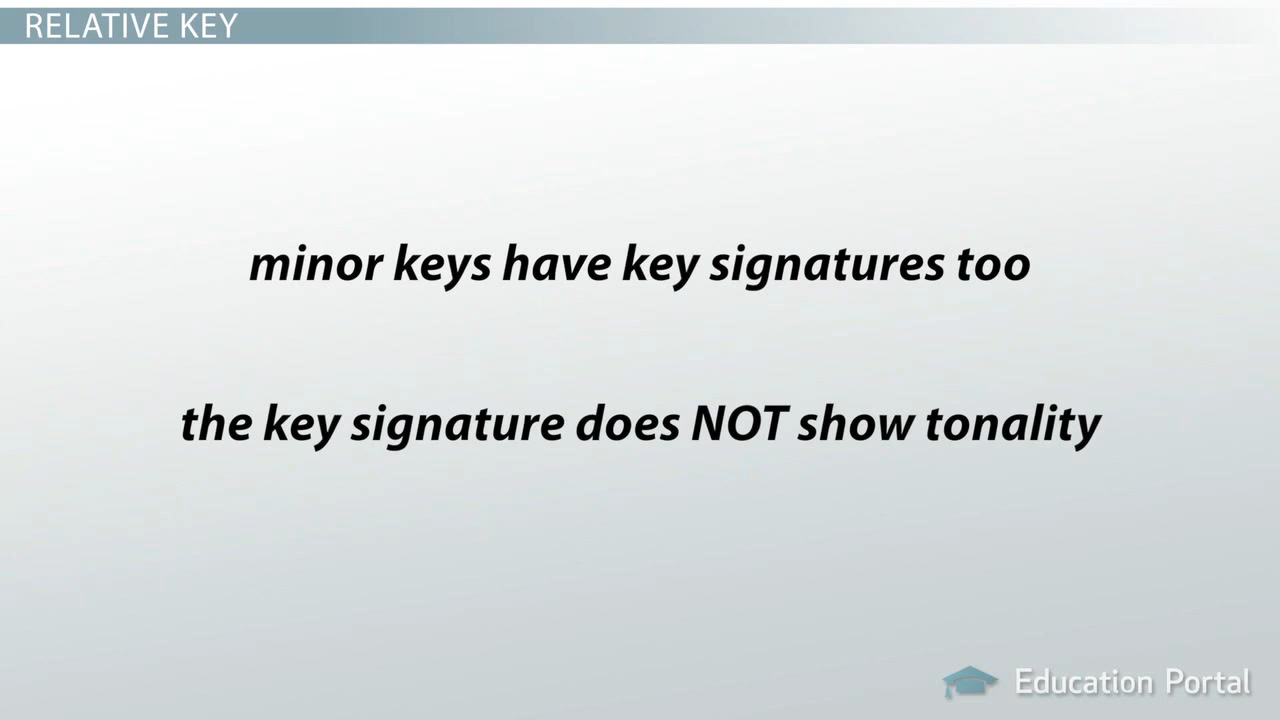 RELATIVE KEY
minor keys have key signatures too
the key signature does NOT show tonality
Education Portal